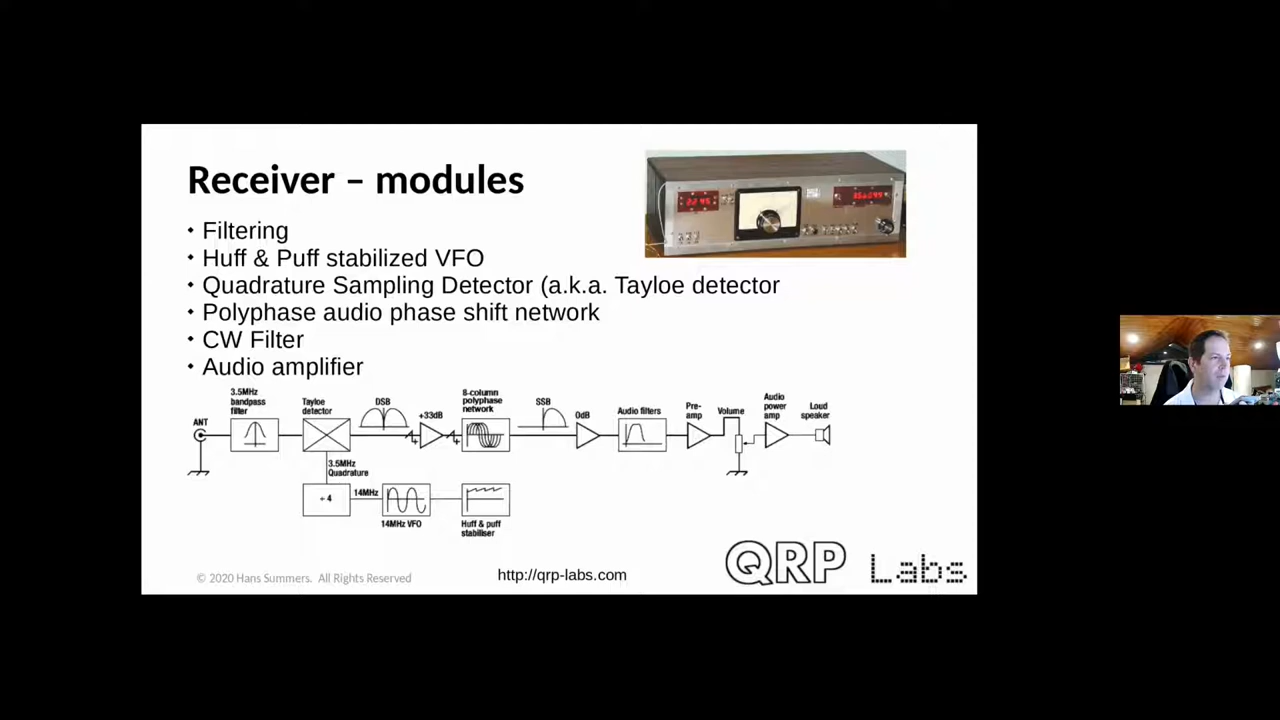 Receiver – modules
• Filtering
• Huff & Puff stabilized VFO
• Quadrature Sampling Detector (a.k.a. Tayloe detector
• Polyphase audio phase shift network
• CW Filter
• Audio amplifier
ANT
3.5MHz
bandpass
filter
Tayloe
detector
DSB
+33dB
8-column
polyphase
network
SSB
0dB
Audio filters
Pre-
amp
Volume
Audio
power
amp
Loud
speaker
3.5MHz
Quadrature
÷ 4
14MHz
14MHz VFO
Huff & puff
stabiliser
© 2020 Hans Summers. All Rights Reserved
http://qrp-labs.com
QRP Labs